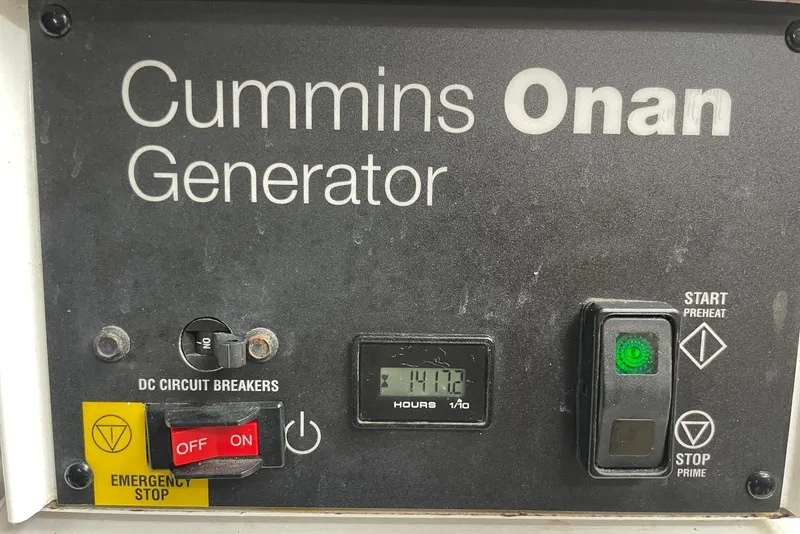 Cummins Onan
Generator
START
PREHEAT
ON
DC CIRCUIT BREAKERS
1417.2
HOURS 1/10
OFF ON
STOP
PRIME
EMERGENCY
STOP